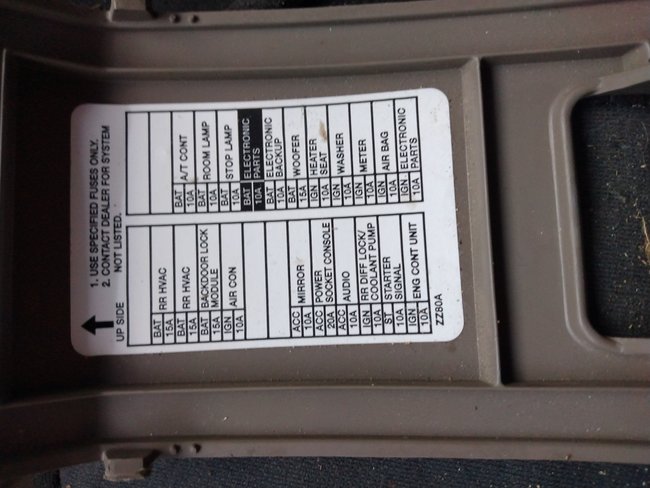 UP SIDE
1. USE SPECIFIED FUSES ONLY.
2. CONTACT DEALER FOR SYSTEM
NOT LISTED.
BAT RR HVAC
15A
BAT RR HVAC
15A
BAT BACKDOOR LOCK
15A MODULE
IGN AIR CON
10A
ACC MIRROR
10A
ACC POWER
20A SOCKET CONSOLE
ACC AUDIO
10A
IGN RR DIFF LOCK/
10A COOLANT PUMP
ST STARTER
10A SIGNAL
IGN ENG CONT UNIT
10A
BAT A/T CONT
10A
BAT ROOM LAMP
10A
BAT STOP LAMP
10A
BAT ELECTRONIC
10A PARTS
BAT ELECTRONIC
10A BACKUP
BAT WOOFER
15A
IGN HEATER
10A SEAT
IGN WASHER
10A
IGN METER
10A
IGN AIR BAG
10A
IGN ELECTRONIC
10A PARTS
ZZ80A